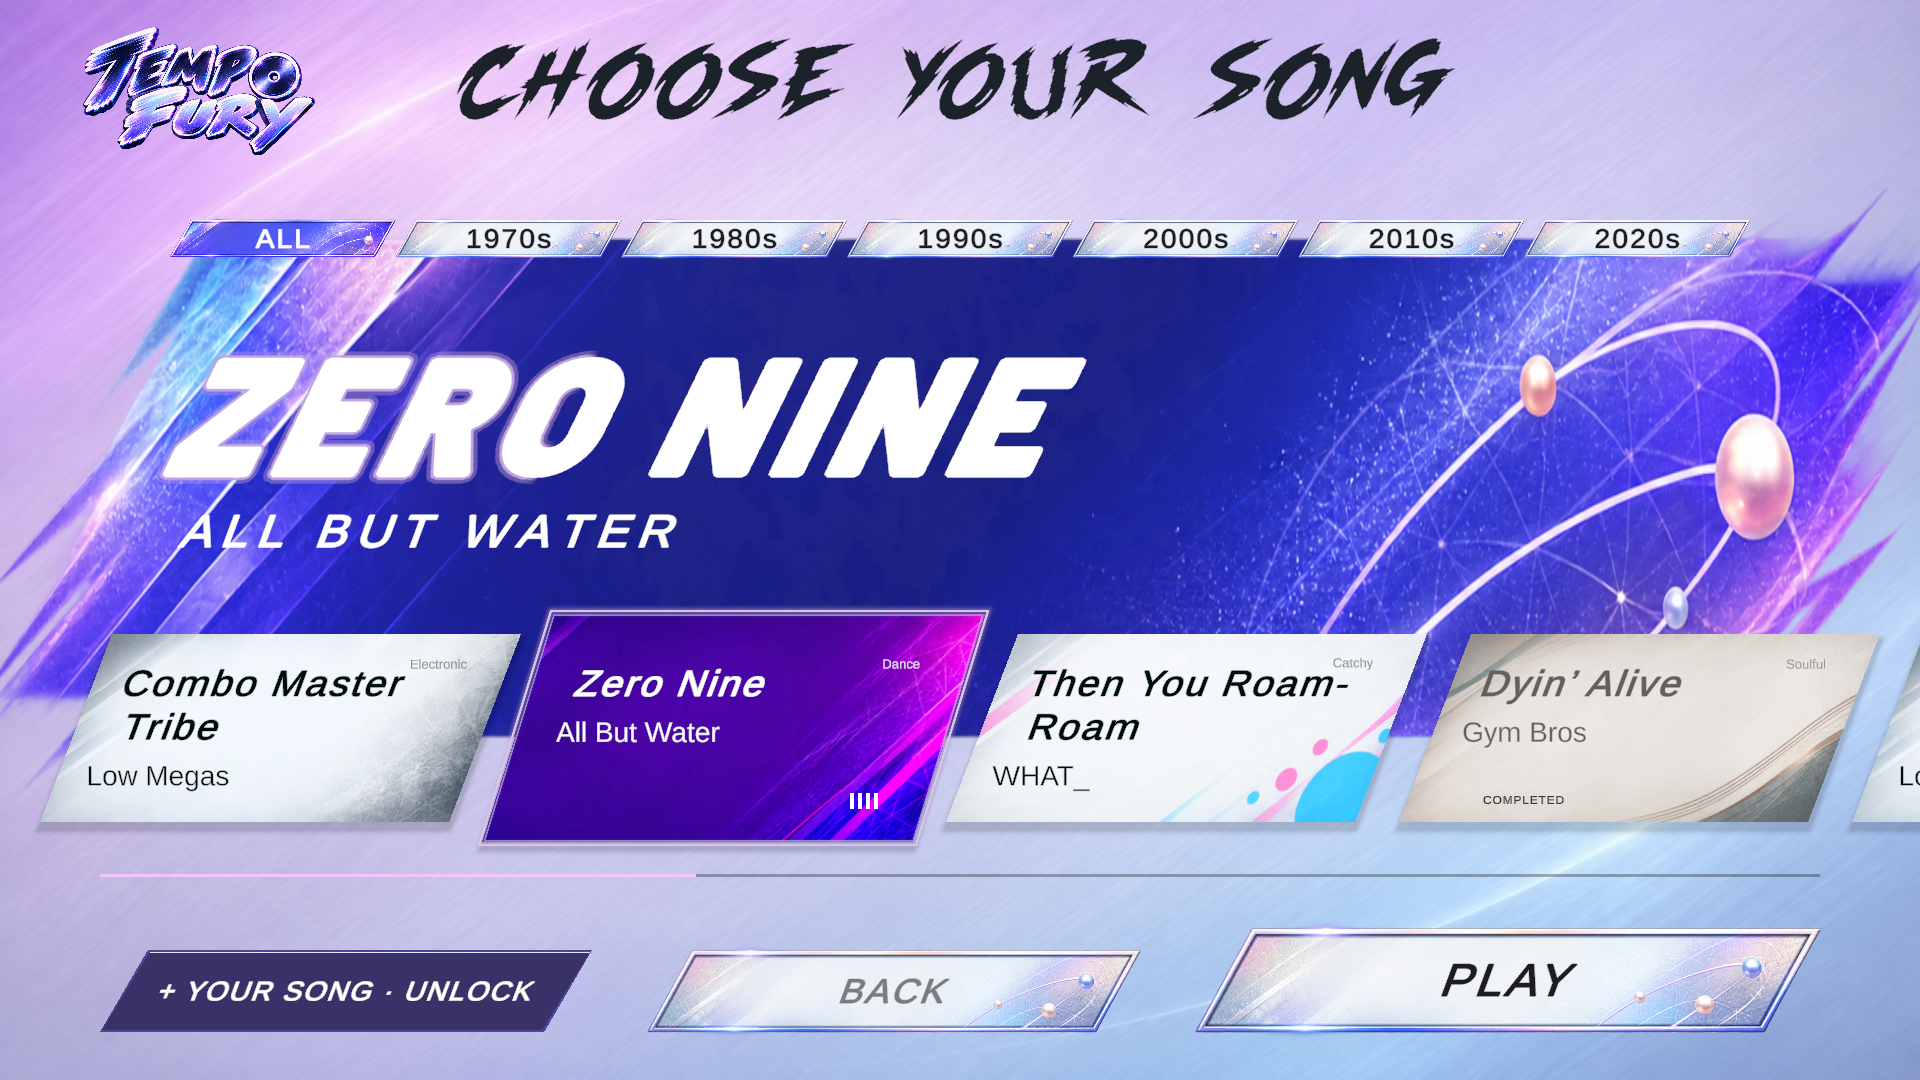 TEMPO
FURY
CHOOSE YOUR SONG
ALL
1970s
1980s
1990s
2000s
2010s
2020s
ZERO NINE
ALL BUT WATER
Combo Master
Tribe
Electronic
Low Megas
Zero Nine
Dance
All But Water
Then You Roam-
Roam
Catchy
WHAT_
Dyin’ Alive
Soulful
Gym Bros
COMPLETED
+ YOUR SONG · UNLOCK
BACK
PLAY